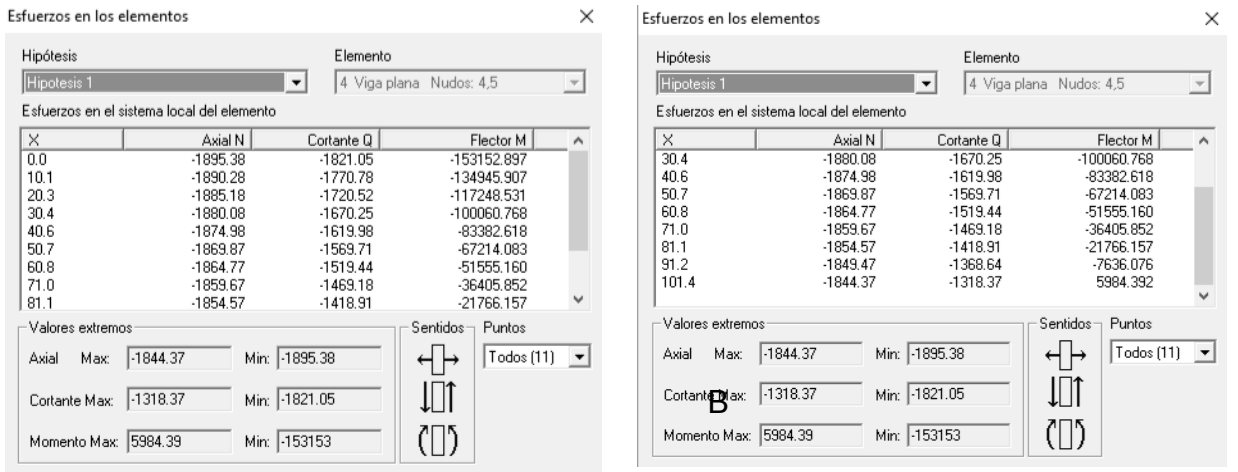 Esfuerzos en los elementos
Hipótesis Elemento
Hipotesis 1 4 Viga plana Nudos: 4,5
Esfuerzos en el sistema local del elemento
X Axial N Cortante Q Flector M
0.0 -1895.38 -1821.05 -153152.897
10.1 -1890.28 -1770.78 -134945.907
20.3 -1885.18 -1720.52 -117248.531
30.4 -1880.08 -1670.25 -100060.768
40.6 -1874.98 -1619.98 -83382.618
50.7 -1869.87 -1569.71 -67214.083
60.8 -1864.77 -1519.44 -51555.160
71.0 -1859.67 -1469.18 -36405.852
81.1 -1854.57 -1418.91 -21766.157
Valores extremos Sentidos Puntos
Axial Max: -1844.37 Min: -1895.38 Todos (11)
Cortante Max: -1318.37 Min: -1821.05
Momento Max: 5984.39 Min: -153153
Esfuerzos en los elementos
Hipótesis Elemento
Hipotesis 1 4 Viga plana Nudos: 4,5
Esfuerzos en el sistema local del elemento
X Axial N Cortante Q Flector M
30.4 -1880.08 -1670.25 -100060.768
40.6 -1874.98 -1619.98 -83382.618
50.7 -1869.87 -1569.71 -67214.083
60.8 -1864.77 -1519.44 -51555.160
71.0 -1859.67 -1469.18 -36405.852
81.1 -1854.57 -1418.91 -21766.157
91.2 -1849.47 -1368.64 -7636.076
101.4 -1844.37 -1318.37 5984.392
Valores extremos Sentidos Puntos
Axial Max: -1844.37 Min: -1895.38 Todos (11)
Cortante Max: -1318.37 Min: -1821.05
B
Momento Max: 5984.39 Min: -153153